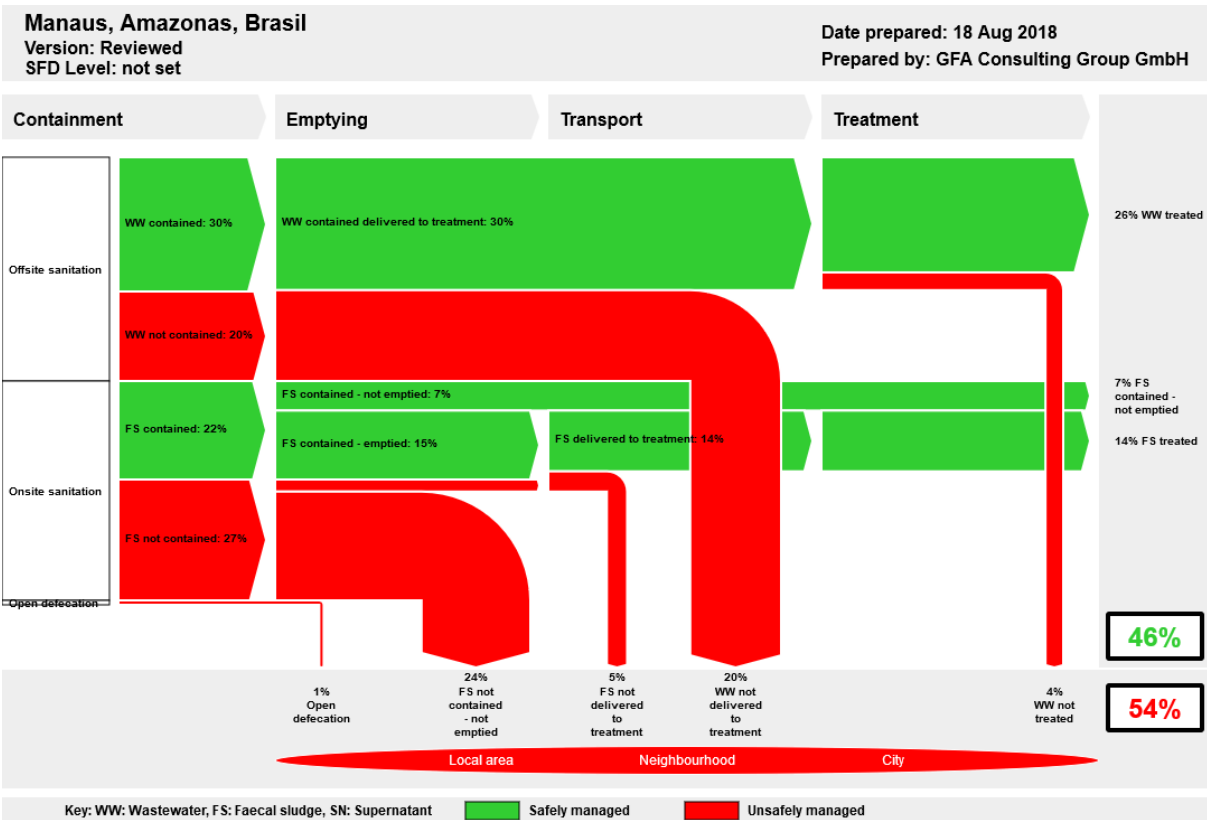 Manaus, Amazonas, Brasil
Version: Reviewed
SFD Level: not set
Date prepared: 18 Aug 2018
Prepared by: GFA Consulting Group GmbH
Containment
Emptying
Transport
Treatment
Offsite sanitation
WW contained: 30%
WW contained delivered to treatment: 30%
26% WW treated
WW not contained: 20%
Onsite sanitation
FS contained: 22%
FS contained - not emptied: 7%
7% FS
contained -
not emptied
FS contained - emptied: 15%
FS delivered to treatment: 14%
14% FS treated
FS not contained: 27%
Open defecation
46%
1%
Open
defecation
24%
FS not
contained
- not
emptied
5%
FS not
delivered
to
treatment
20%
WW not
delivered
to
treatment
4%
WW not
treated
54%
Local area
Neighbourhood
City
Key: WW: Wastewater, FS: Faecal sludge, SN: Supernatant
Safely managed
Unsafely managed